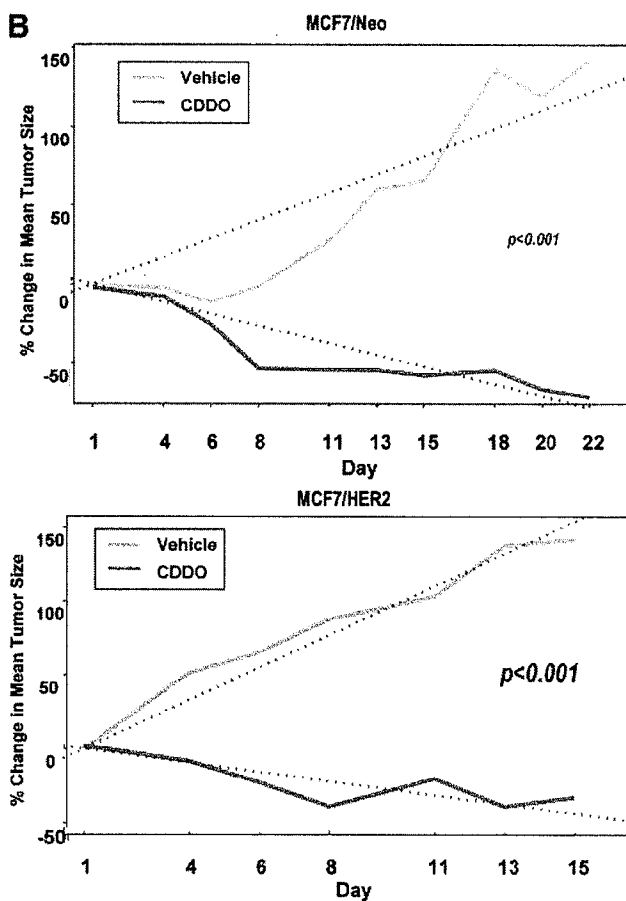 B
MCF7/Neo
% Change in Mean Tumor Size
150
100
50
0
-50
Vehicle
CDDO
p<0.001
1 4 6 8 11 13 15 18 20 22
Day
MCF7/HER2
% Change in Mean Tumor Size
150
100
50
0
-50
Vehicle
CDDO
p<0.001
1 4 6 8 11 13 15
Day